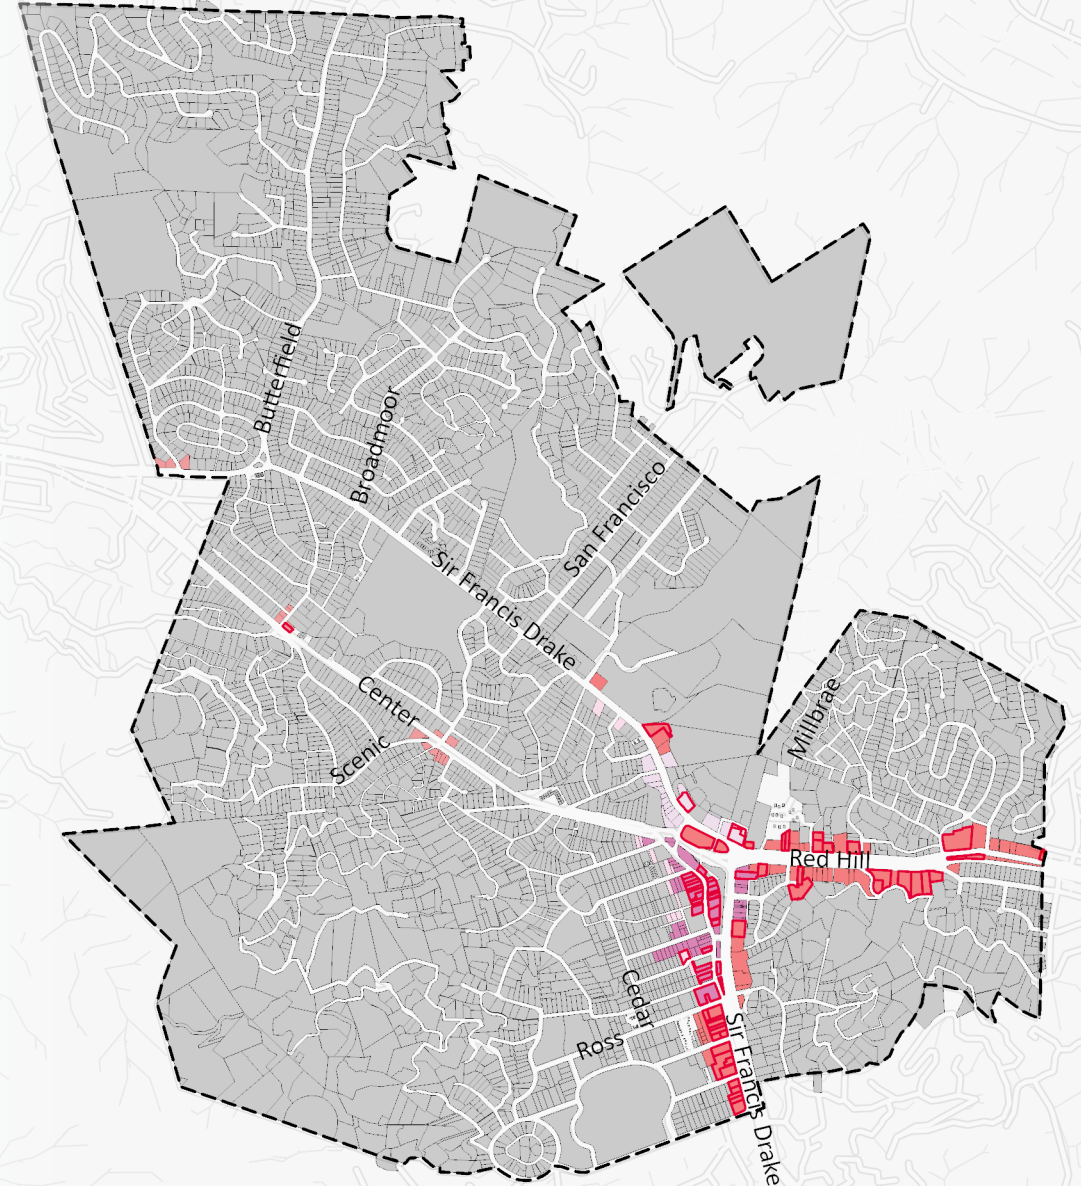 Butterfield
Broadmoor
San Francisco
Sir Francis Drake
Center
Scenic
Millbrae
Red Hill
Cedar
Ross
Sir Francis Drake